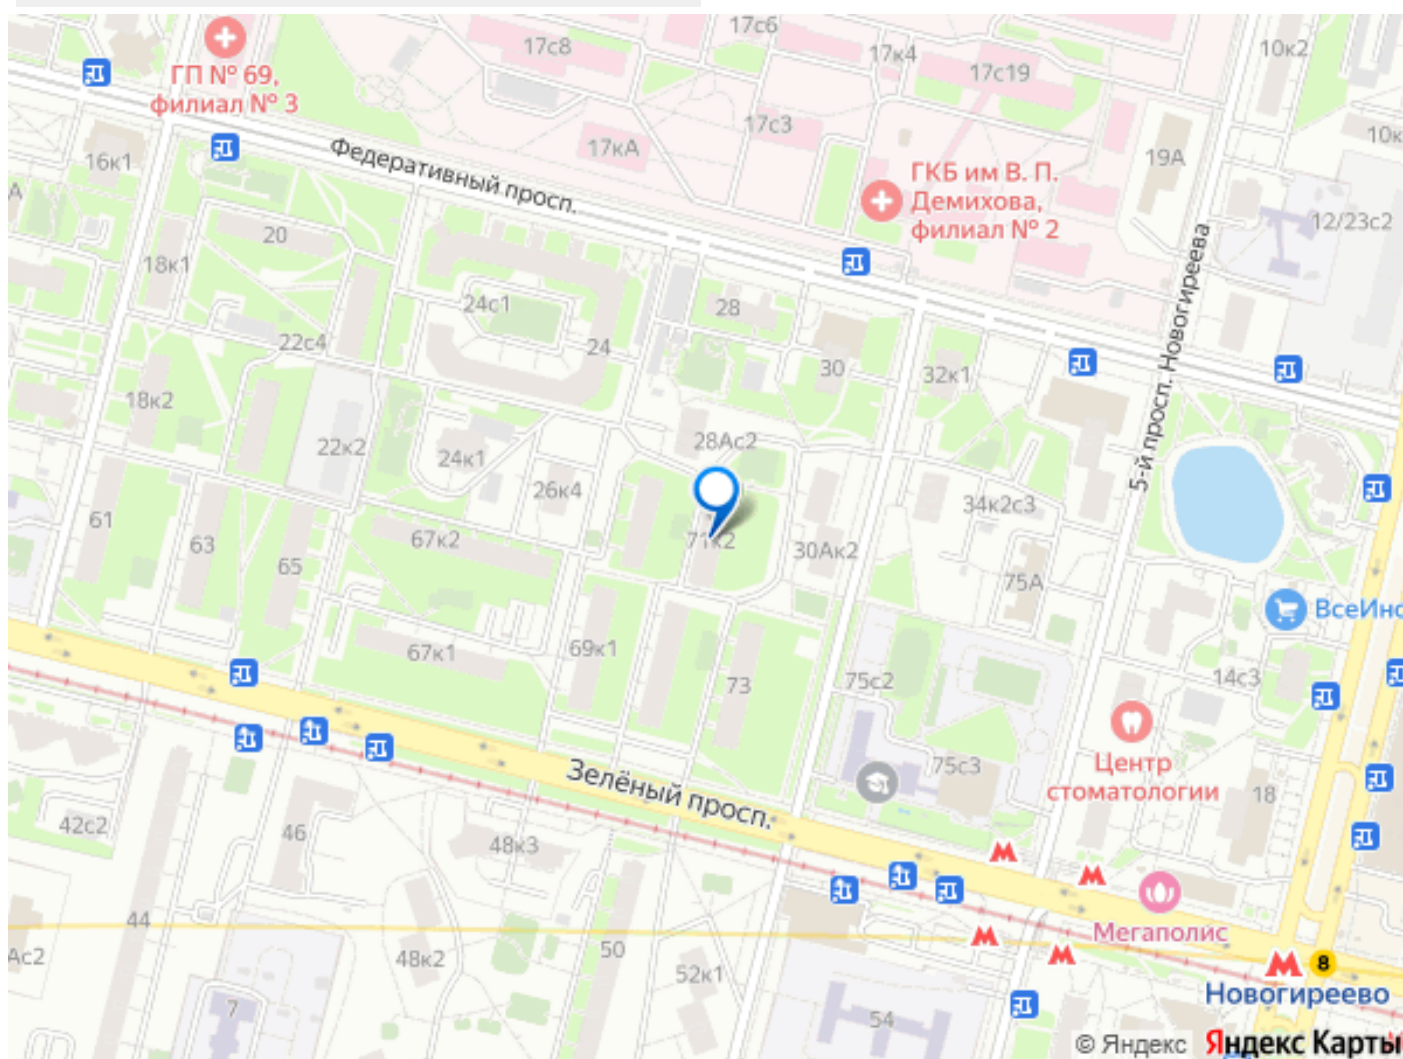 17с8
17с6
17к4
17с19
10к2
ГП № 69,
филиал № 3
16к1
17кА
17с3
19А
10к
Федеративный просп.
ГКБ им В. П.
Демихова,
филиал № 2
А
20
18к1
12/23с2
24с1
28
5-й просп. Новогиреева
22с4
24
30
32к1
18к2
22к2
24к1
28Ас2
26к4
34к2с3
61
63
65
67к2
71к2
30Ак2
75А
ВсеИнс
67к1
69к1
73
75с2
14с3
Зелёный просп.
75с3
Центр
стоматологии
18
42с2
46
48к3
44
Ас2
48к2
50
52к1
Мегаполис
8
Новогиреево
7
54
© Яндекс Яндекс Карты